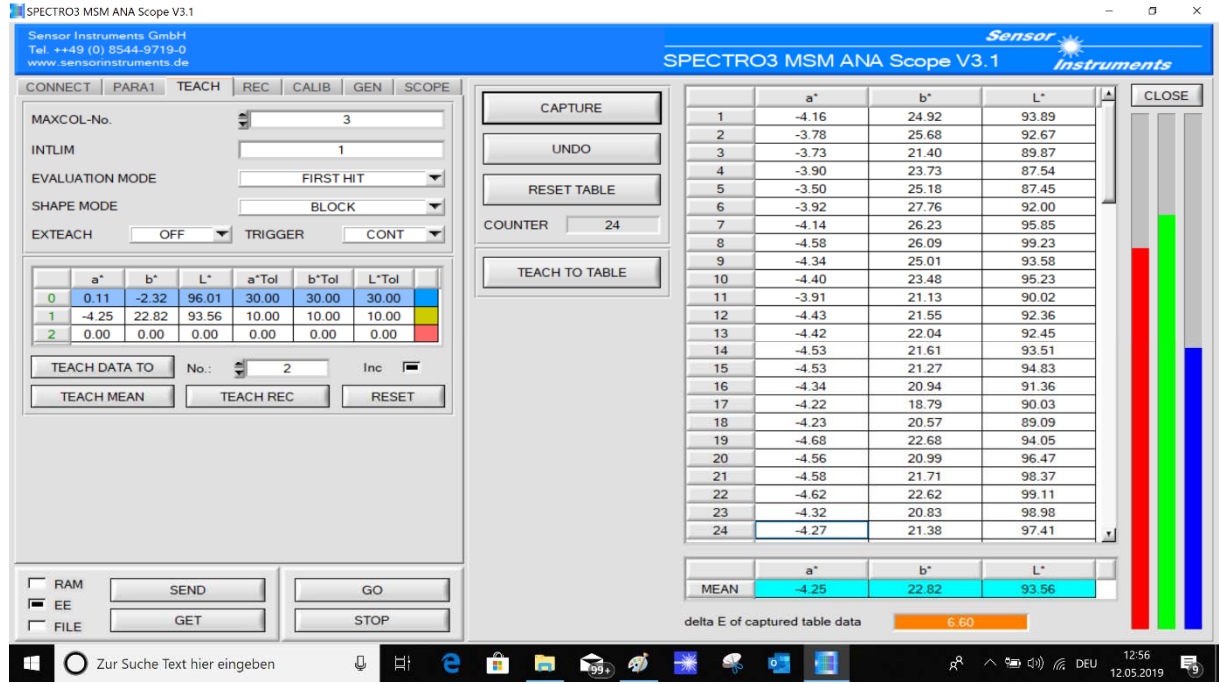 SPECTRO3 MSM ANA Scope V3.1
Sensor Instruments GmbH
Tel. ++49 (0) 8544-9719-0
www.sensorinstruments.de
Sensor
Instruments
SPECTRO3 MSM ANA Scope V3.1
CONNECT PARA1 TEACH REC CALIB GEN SCOPE
MAXCOL-No. 3
INTLIM 1
EVALUATION MODE FIRST HIT
SHAPE MODE BLOCK
EXTEACH OFF TRIGGER CONT
a* b* L* a*Tol b*Tol L*Tol
0 0.11 -2.32 96.01 30.00 30.00 30.00
1 -4.25 22.82 93.56 10.00 10.00 10.00
2 0.00 0.00 0.00 0.00 0.00 0.00
TEACH DATA TO No.: 2 Inc
TEACH MEAN TEACH REC RESET
RAM
EE
FILE
SEND GO
GET STOP
CAPTURE
UNDO
RESET TABLE
COUNTER 24
TEACH TO TABLE
CLOSE
a* b* L*
1 -4.16 24.92 93.89
2 -3.78 25.68 92.67
3 -3.73 21.40 89.87
4 -3.90 23.73 87.54
5 -3.50 25.18 87.45
6 -3.92 27.76 92.00
7 -4.14 26.23 95.85
8 -4.58 26.09 99.23
9 -4.34 25.01 93.58
10 -4.40 23.48 95.23
11 -3.91 21.13 90.02
12 -4.43 21.55 92.36
13 -4.42 22.04 92.45
14 -4.53 21.61 93.51
15 -4.53 21.27 94.83
16 -4.34 20.94 91.36
17 -4.22 18.79 90.03
18 -4.23 20.57 89.09
19 -4.68 22.68 94.05
20 -4.56 20.99 96.47
21 -4.58 21.71 98.37
22 -4.62 22.62 99.11
23 -4.32 20.83 98.98
24 -4.27 21.38 97.41
a* b* L*
MEAN -4.25 22.82 93.56
delta E of captured table data 6.60
Zur Suche Text hier eingeben
99+
DEU
12:56
12.05.2019
9